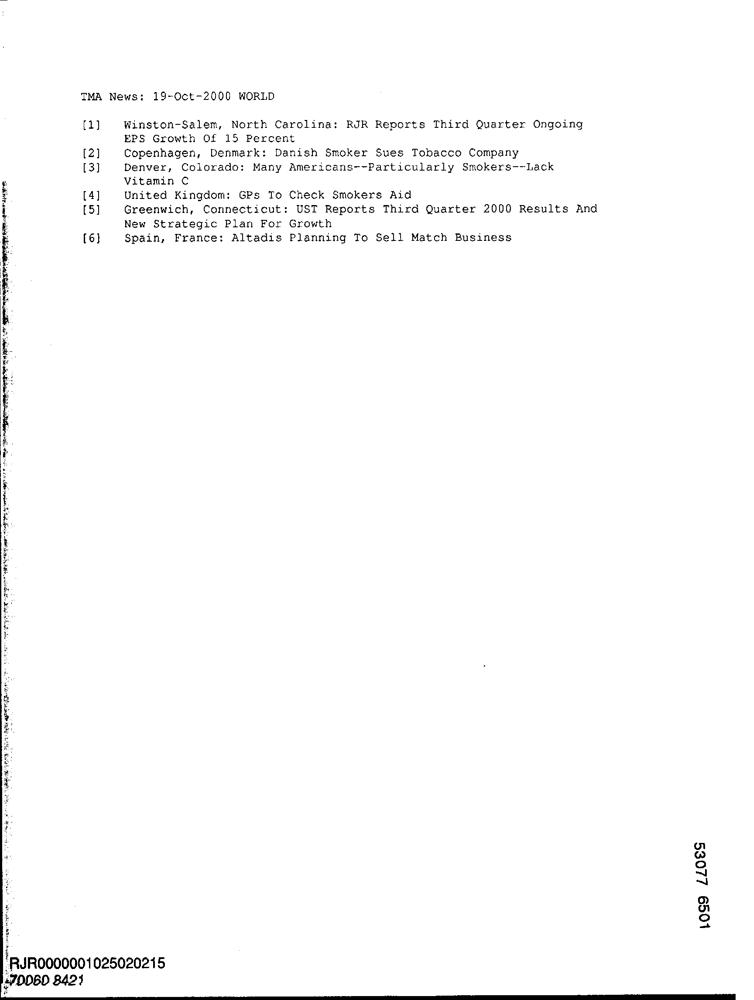 TMA News: 19-Oct-2000 WORLD
[1] Winston-Salem, North Carolina: RJR Reports Third Quarter Ongoing
EPS Growth Of 15 Percent
[2] Copenhagen, Denmark: Danish Smoker Sues Tobacco Company
[3] Denver, Colorado: Many Americans--Particularly Smokers--Lack
Vitamin C
[4] United Kingdom: GPs To Check Smokers Aid
[5] Greenwich, Connecticut: UST Reports Third Quarter 2000 Results And
New Strategic Plan For Growth
[6] Spain, France: Altadis Planning To Sell Match Business
53077 6501
RJR0000001025020215
70060 8421